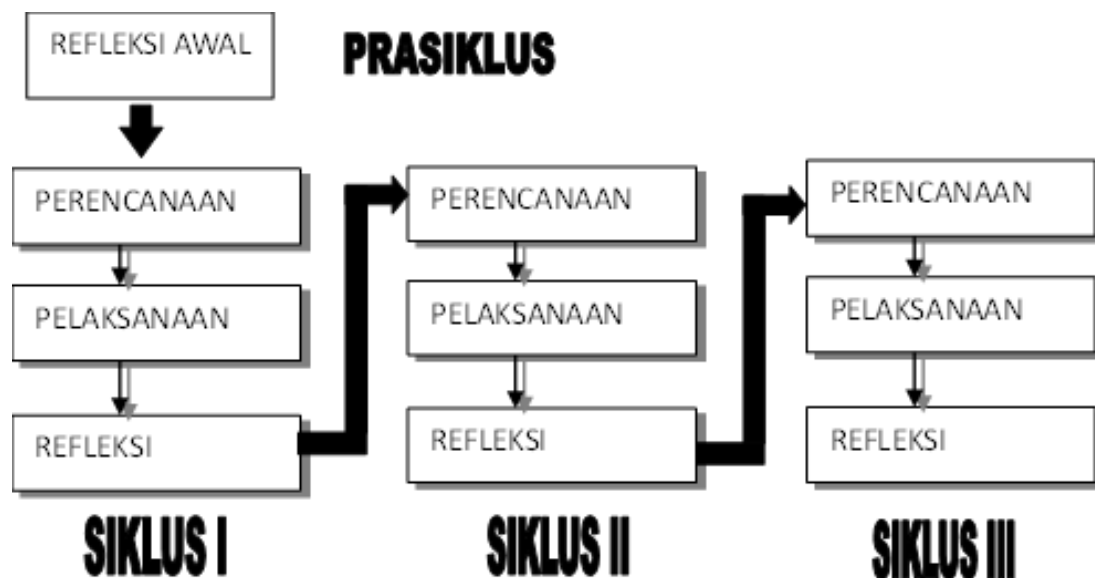 REFLEKSI AWAL
PRASIKLUS
PERENCANAAN
PELAKSANAAN
REFLEKSI
SIKLUS I
PERENCANAAN
PELAKSANAAN
REFLEKSI
SIKLUS II
PERENCANAAN
PELAKSANAAN
REFLEKSI
SIKLUS III